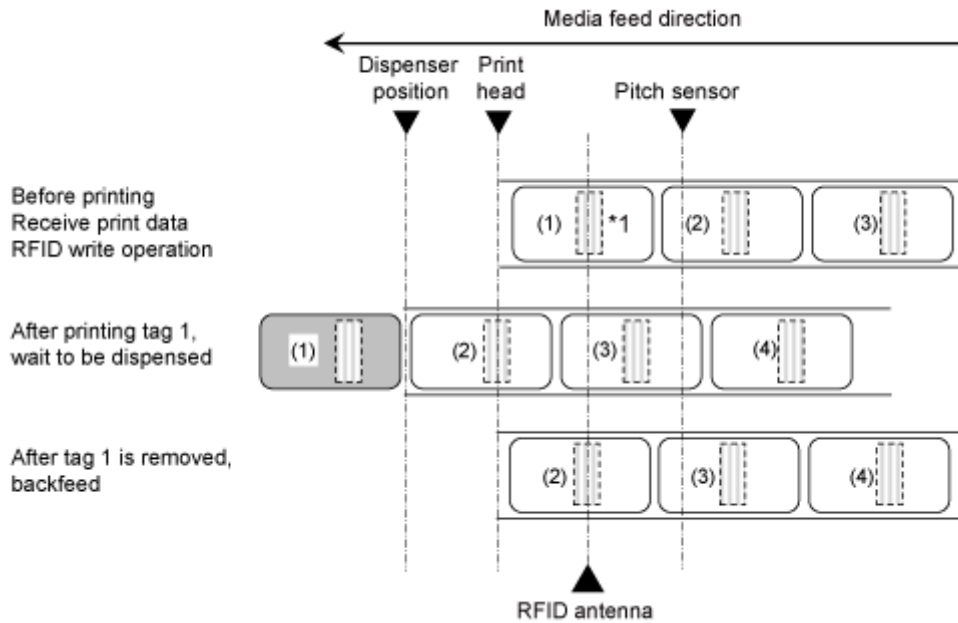 Media feed direction
Dispenser
position
Print
head
Pitch sensor
Before printing
Receive print data
RFID write operation
(1)
*1
(2)
(3)
After printing tag 1,
wait to be dispensed
(1)
(2)
(3)
(4)
After tag 1 is removed,
backfeed
(2)
(3)
(4)
RFID antenna